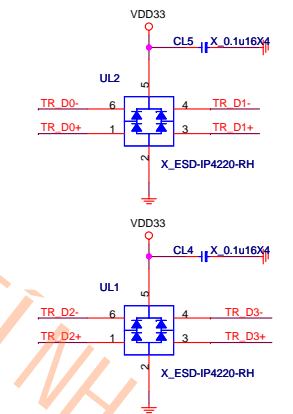 VDD33
CL5 X_0.1u16X4
UL2
5
TR_D0- 6 4 TR_D1-
TR_D0+ 1 3 TR_D1+
2
X_ESD-IP4220-RH
VDD33
CL4 X_0.1u16X4
UL1
5
TR_D2- 6 4 TR_D3-
TR_D2+ 1 3 TR_D3+
2
X_ESD-IP4220-RH
ÍNH